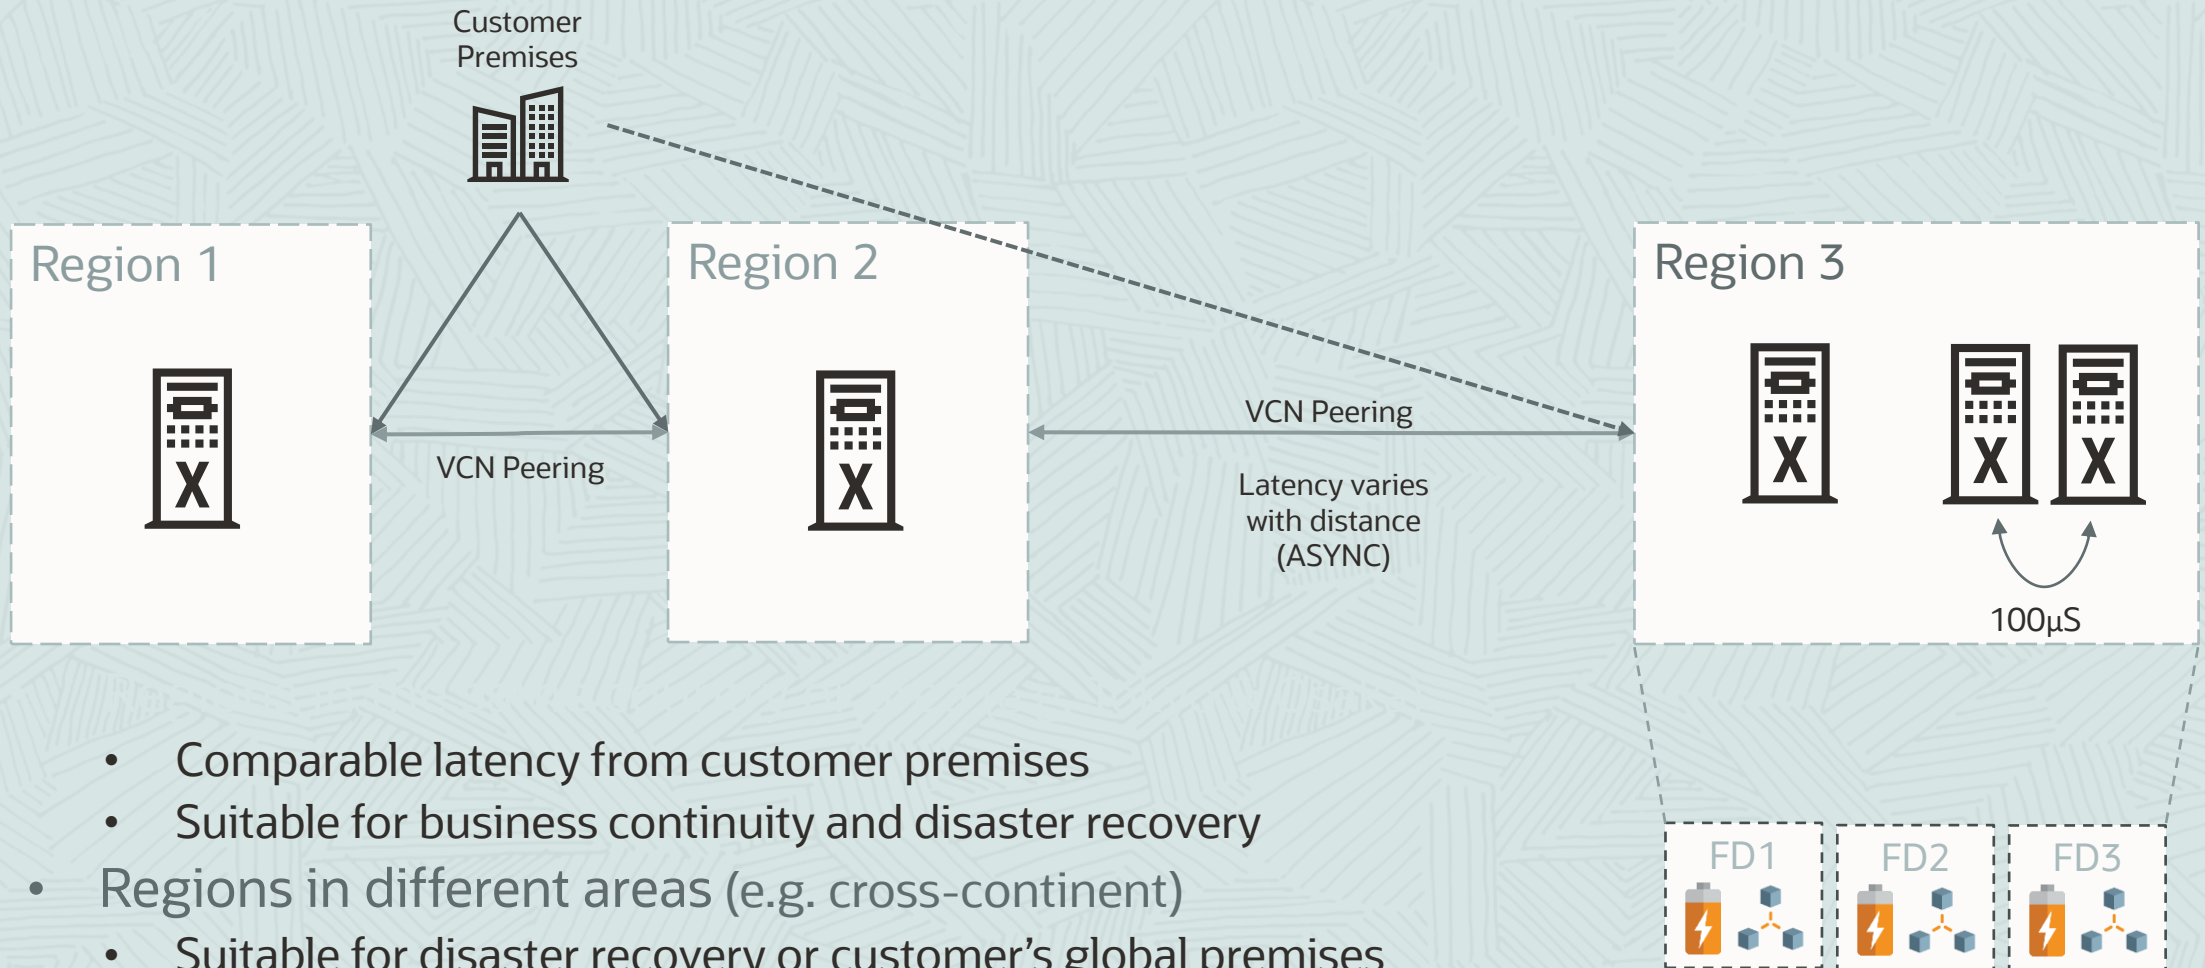 Customer
Premises
Region 1
Region 2
Region 3
X
X
X
X
X
VCN Peering
VCN Peering
Latency varies
with distance
(ASYNC)
100µS
• Comparable latency from customer premises
• Suitable for business continuity and disaster recovery
• Regions in different areas (e.g. cross-continent)
• Suitable for disaster recovery or customer's global premises
FD1
FD2
FD3